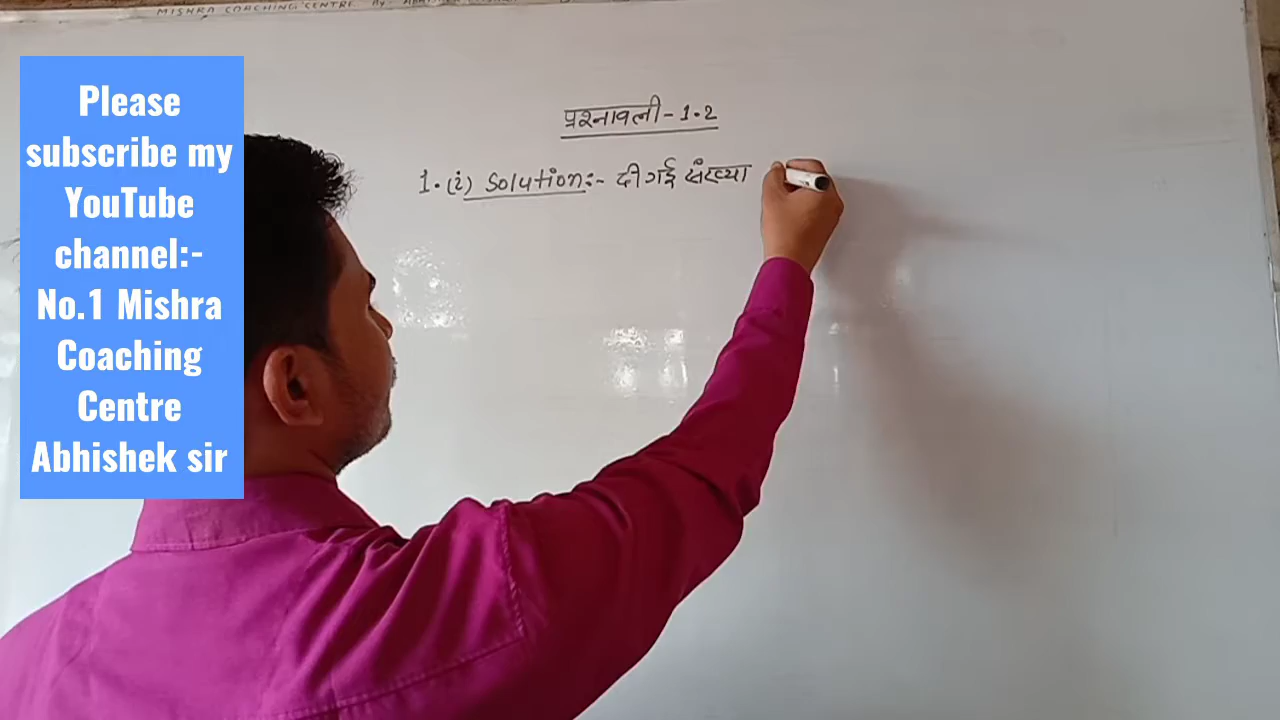 MISHRA COACHING CENTRE By:
Please
subscribe my
YouTube
channel:-
No.1 Mishra
Coaching
Centre
Abhishek sir
प्रश्नावली - 1.2
1. (i) Solution:- दी गई संख्या